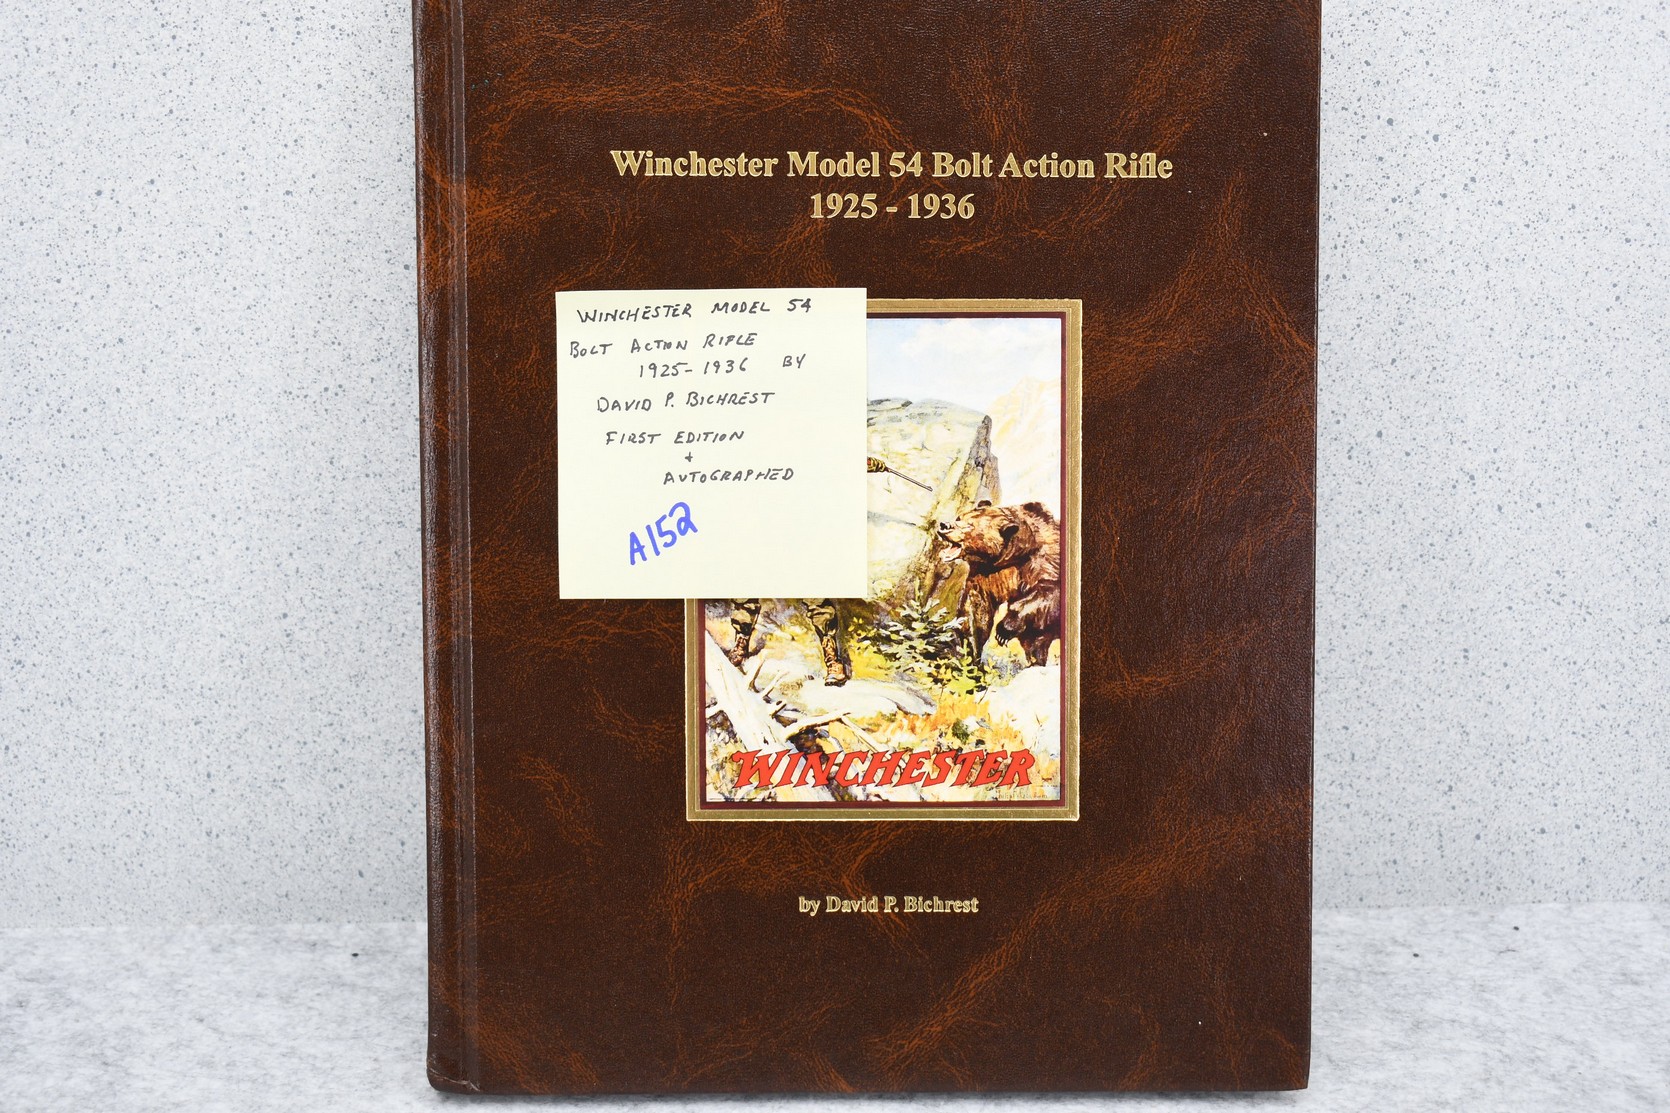 Winchester Model 54 Bolt Action Rifle
1925 - 1936
WINCHESTER MODEL 54
BOLT ACTION RIFLE
1925-1936 BY
DAVID P. BICHREST
FIRST EDITION
+
AUTOGRAPHED
A152
WINCHESTER
by David P. Bichrest